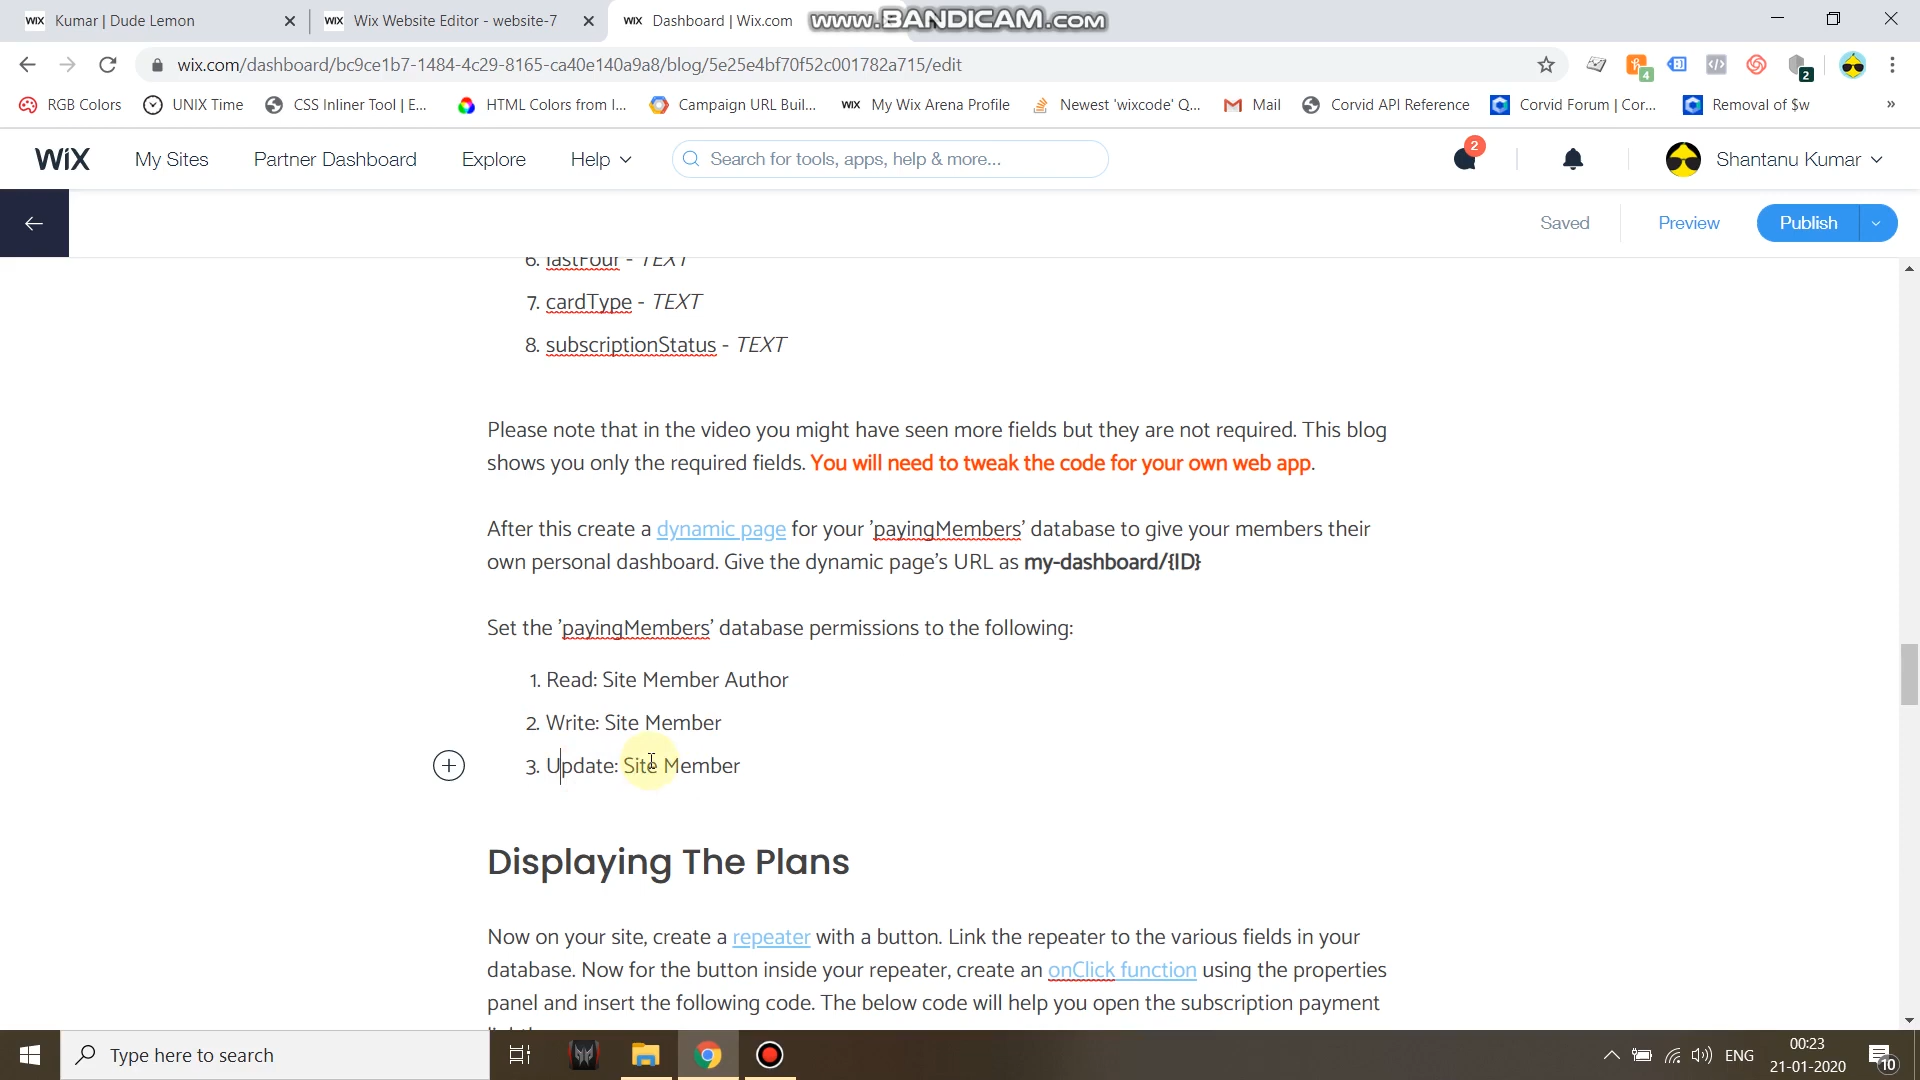 WIX Kumar | Dude Lemon
WIX Wix Website Editor - website-7
WIX Dashboard | Wix.com
www.BANDICAM.com
wix.com/dashboard/bc9ce1b7-1484-4c29-8165-ca40e140a9a8/blog/5e25e4bf70f52c001782a715/edit
4
2
RGB Colors
UNIX Time
CSS Inliner Tool | E...
HTML Colors from I...
Campaign URL Buil...
WIX My Wix Arena Profile
Newest 'wixcode' Q...
Mail
Corvid API Reference
Corvid Forum | Cor...
Removal of $w
»
WiX
My Sites
Partner Dashboard
Explore
Help
Search for tools, apps, help & more...
2
Shantanu Kumar
Saved
Preview
Publish
6. lastFour - TEXT
7. cardType - TEXT
8. subscriptionStatus - TEXT
Please note that in the video you might have seen more fields but they are not required. This blog
shows you only the required fields. You will need to tweak the code for your own web app.
After this create a dynamic page for your 'payingMembers' database to give your members their
own personal dashboard. Give the dynamic page's URL as my-dashboard/{ID}
Set the 'payingMembers' database permissions to the following:
1. Read: Site Member Author
2. Write: Site Member
3. Update: Site Member
Displaying The Plans
Now on your site, create a repeater with a button. Link the repeater to the various fields in your
database. Now for the button inside your repeater, create an onClick function using the properties
panel and insert the following code. The below code will help you open the subscription payment
Type here to search
ENG
00:23
21-01-2020
10